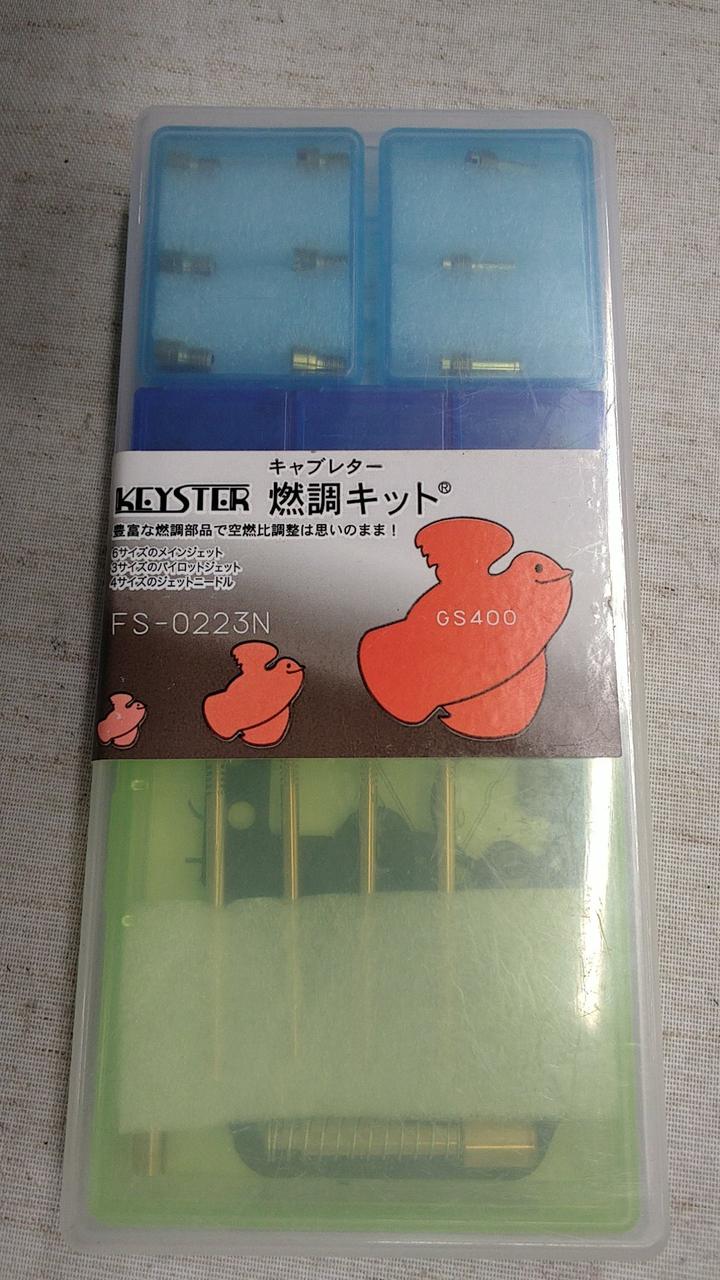 キャブレター
KEYSTER 燃調キット®
豊富な燃調部品で空燃比調整は思いのまま！
6サイズのメインジェット
3サイズのパイロットジェット
4サイズのジェットニードル
FS-0223N
GS400